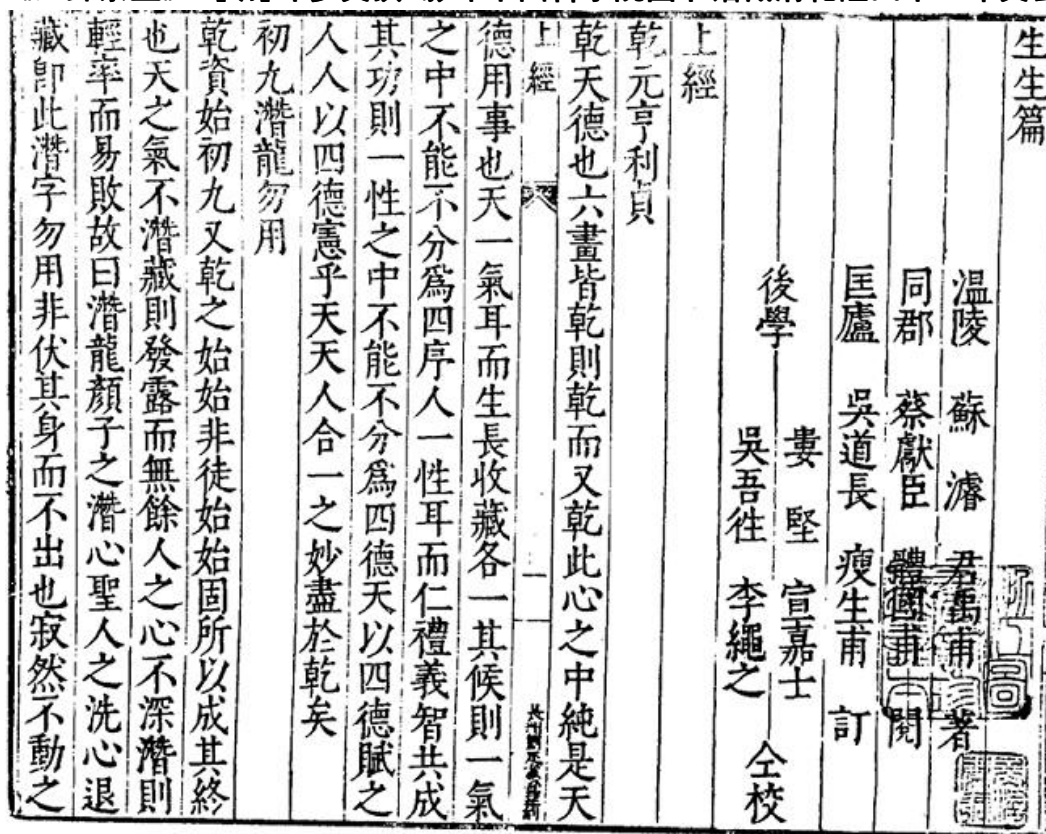 生生篇
温陵 蘇濬 君禹甫 著
同郡 蔡獻臣 體國甫 閱
匡廬 吳道長 瘦生甫 訂
後學 婁堅 宣嘉士 吳吾徃 李繩之 仝校
上經
乾元亨利貞
乾天德也六畫皆乾則乾而又乾此心之中純是天
上經 一
德用事也天一氣耳而生長收藏各一其候則一氣
之中不能不分爲四序人一性耳而仁禮義智共成
其功則一性之中不能不分爲四德天以四德賦之
人人以四德憲乎天天人合一之妙盡於乾矣
初九潛龍勿用
乾資始初九又乾之始始非徒始始固所以成其終
也天之氣不潛藏則發露而無餘人之心不深潛則
輕率而易敗故曰潛龍顏子之潛心聖人之洗心退
藏卽此潛字勿用非伏其身而不出也寂然不動之